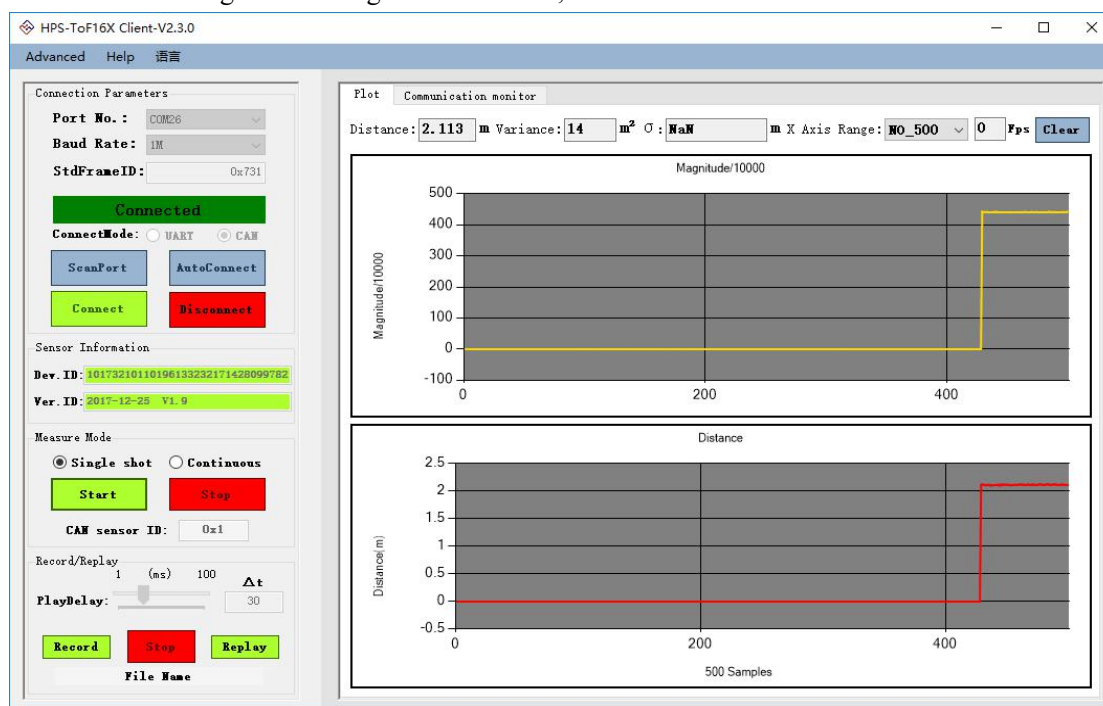 HPS-ToF16X Client-V2.3.0
Advanced Help 语言
Connection Parameters
Port No.: COM26
Baud Rate: 1M
StdFrameID: 0x731
Connected
ConnectMode: UART CAN
ScanPort AutoConnect
Connect Disconnect
Sensor Information
Dev.ID: 10173210110196133232171428099782
Ver.ID: 2017-12-25 V1.9
Measure Mode
Single shot Continuous
Start Stop
CAN sensor ID: 0x1
Record/Replay
1 (ms) 100 Δt
PlayDelay: 30
Record Stop Replay
File Name
Plot Communication monitor
Distance: 2.113 m Variance: 14 m² σ: NaN m X Axis Range: NO_500 0 Fps Clear
Magnitude/10000
Magnitude/10000
500
400
300
200
100
0
-100
0 200 400
Distance
Distance(m)
2.5
2
1.5
1
0.5
0
-0.5
0 200 400
500 Samples